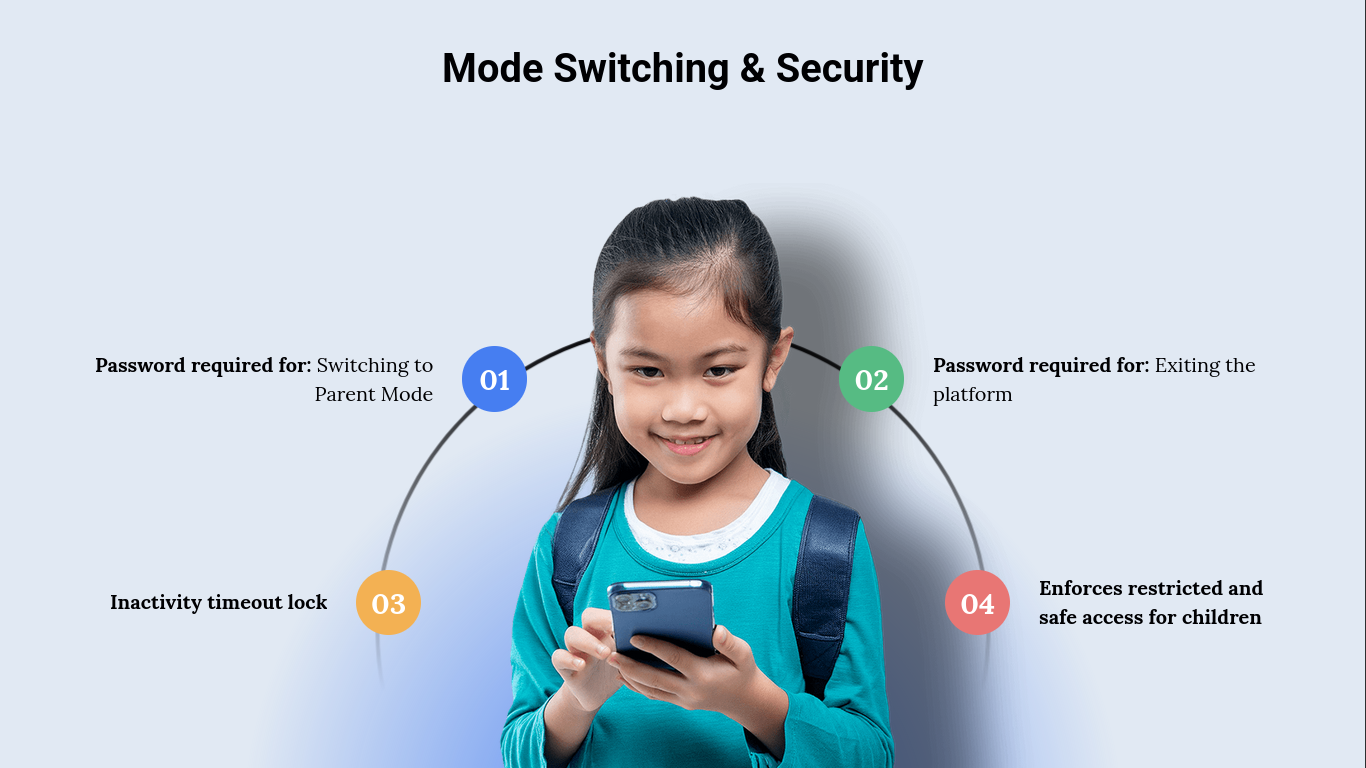 Mode Switching & Security
Password required for: Switching to
Parent Mode
01
02
Password required for: Exiting the
platform
Inactivity timeout lock
03
04
Enforces restricted and
safe access for children